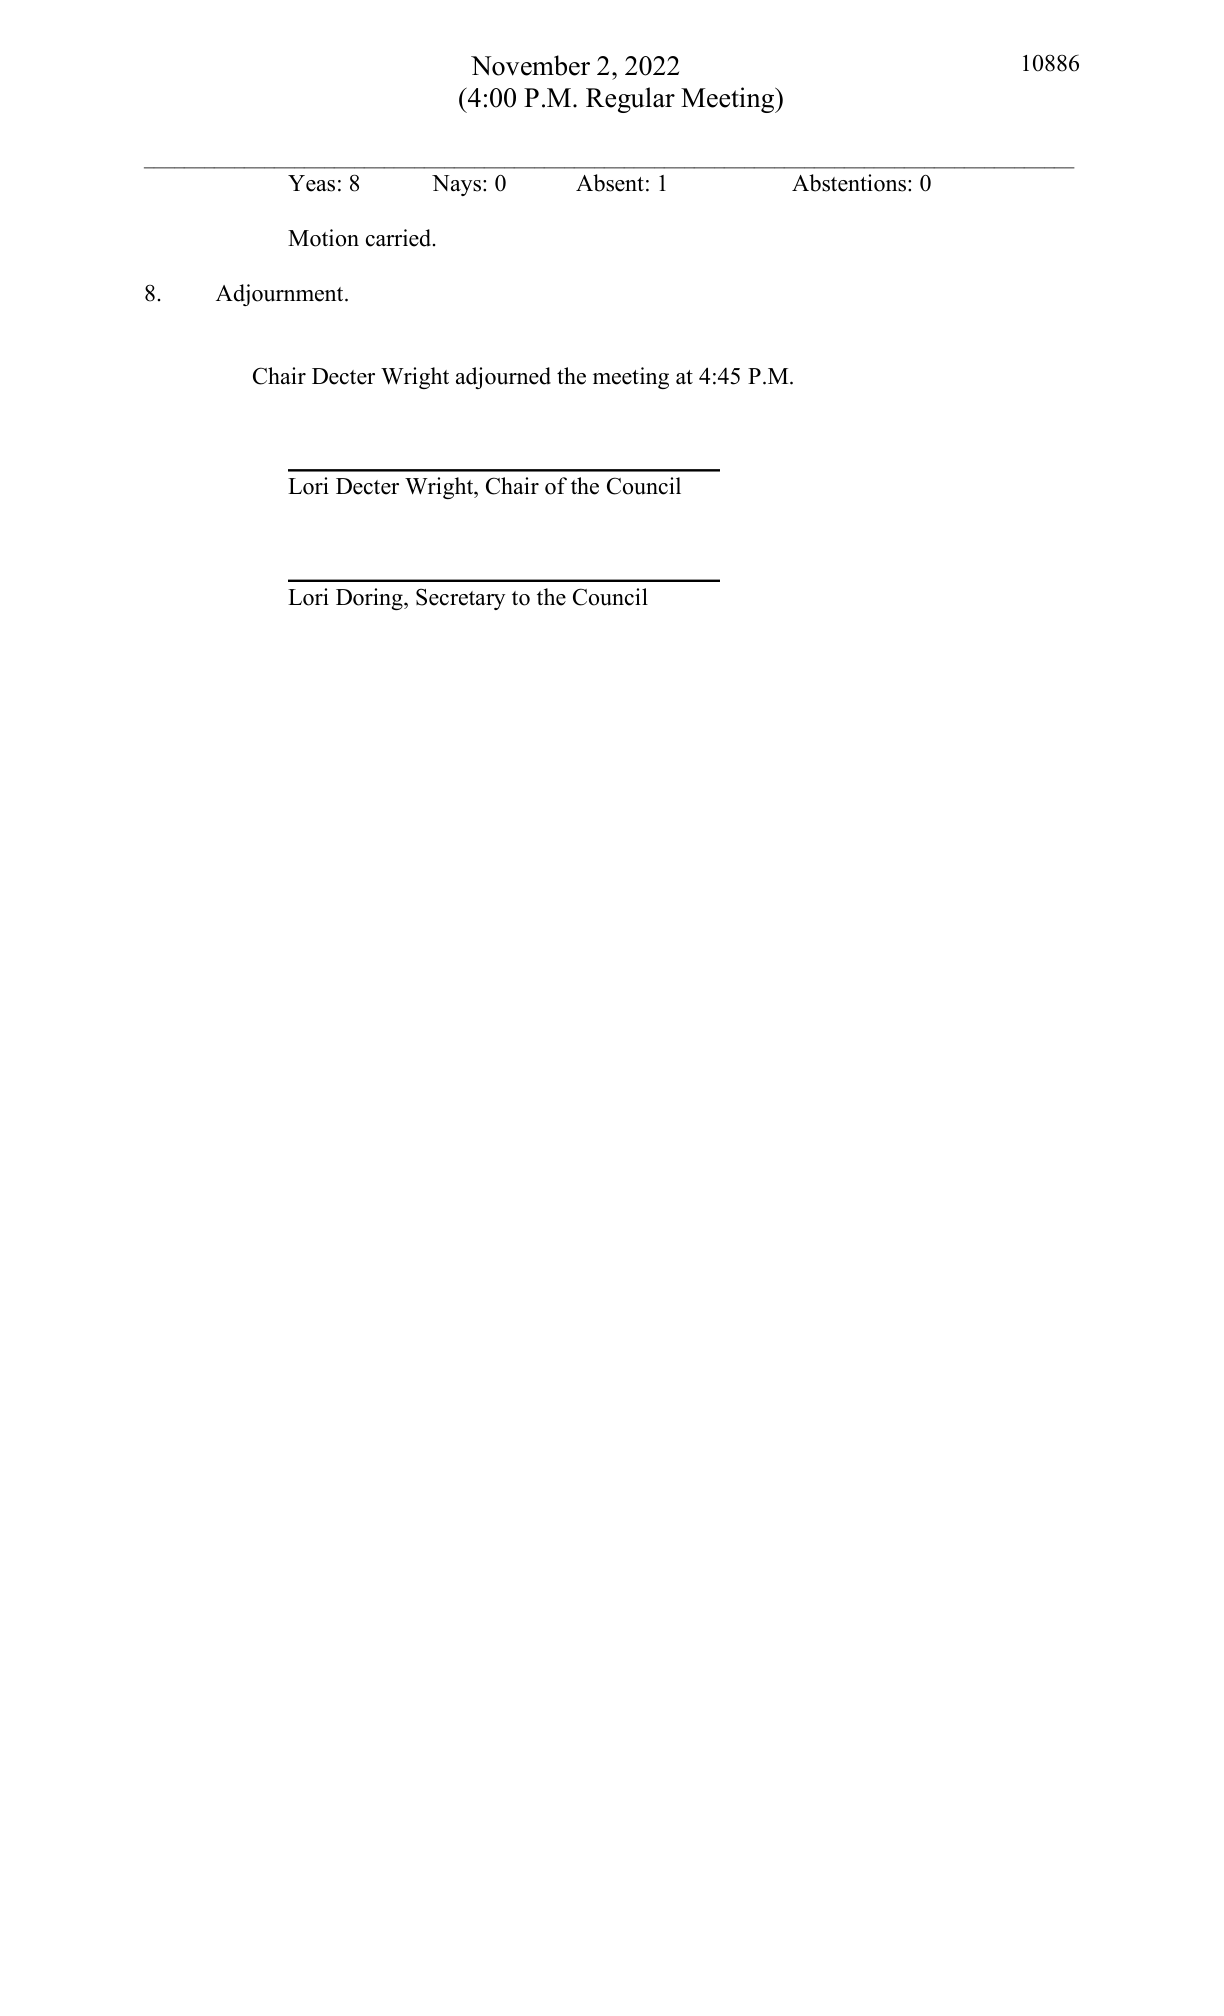 November 2, 2022
10886
(4:00 P.M. Regular Meeting)
Yeas: 8 Nays: 0 Absent: 1 Abstentions: 0
Motion carried.
8. Adjournment.
Chair Decter Wright adjourned the meeting at 4:45 P.M.
Lori Decter Wright, Chair of the Council
Lori Doring, Secretary to the Council